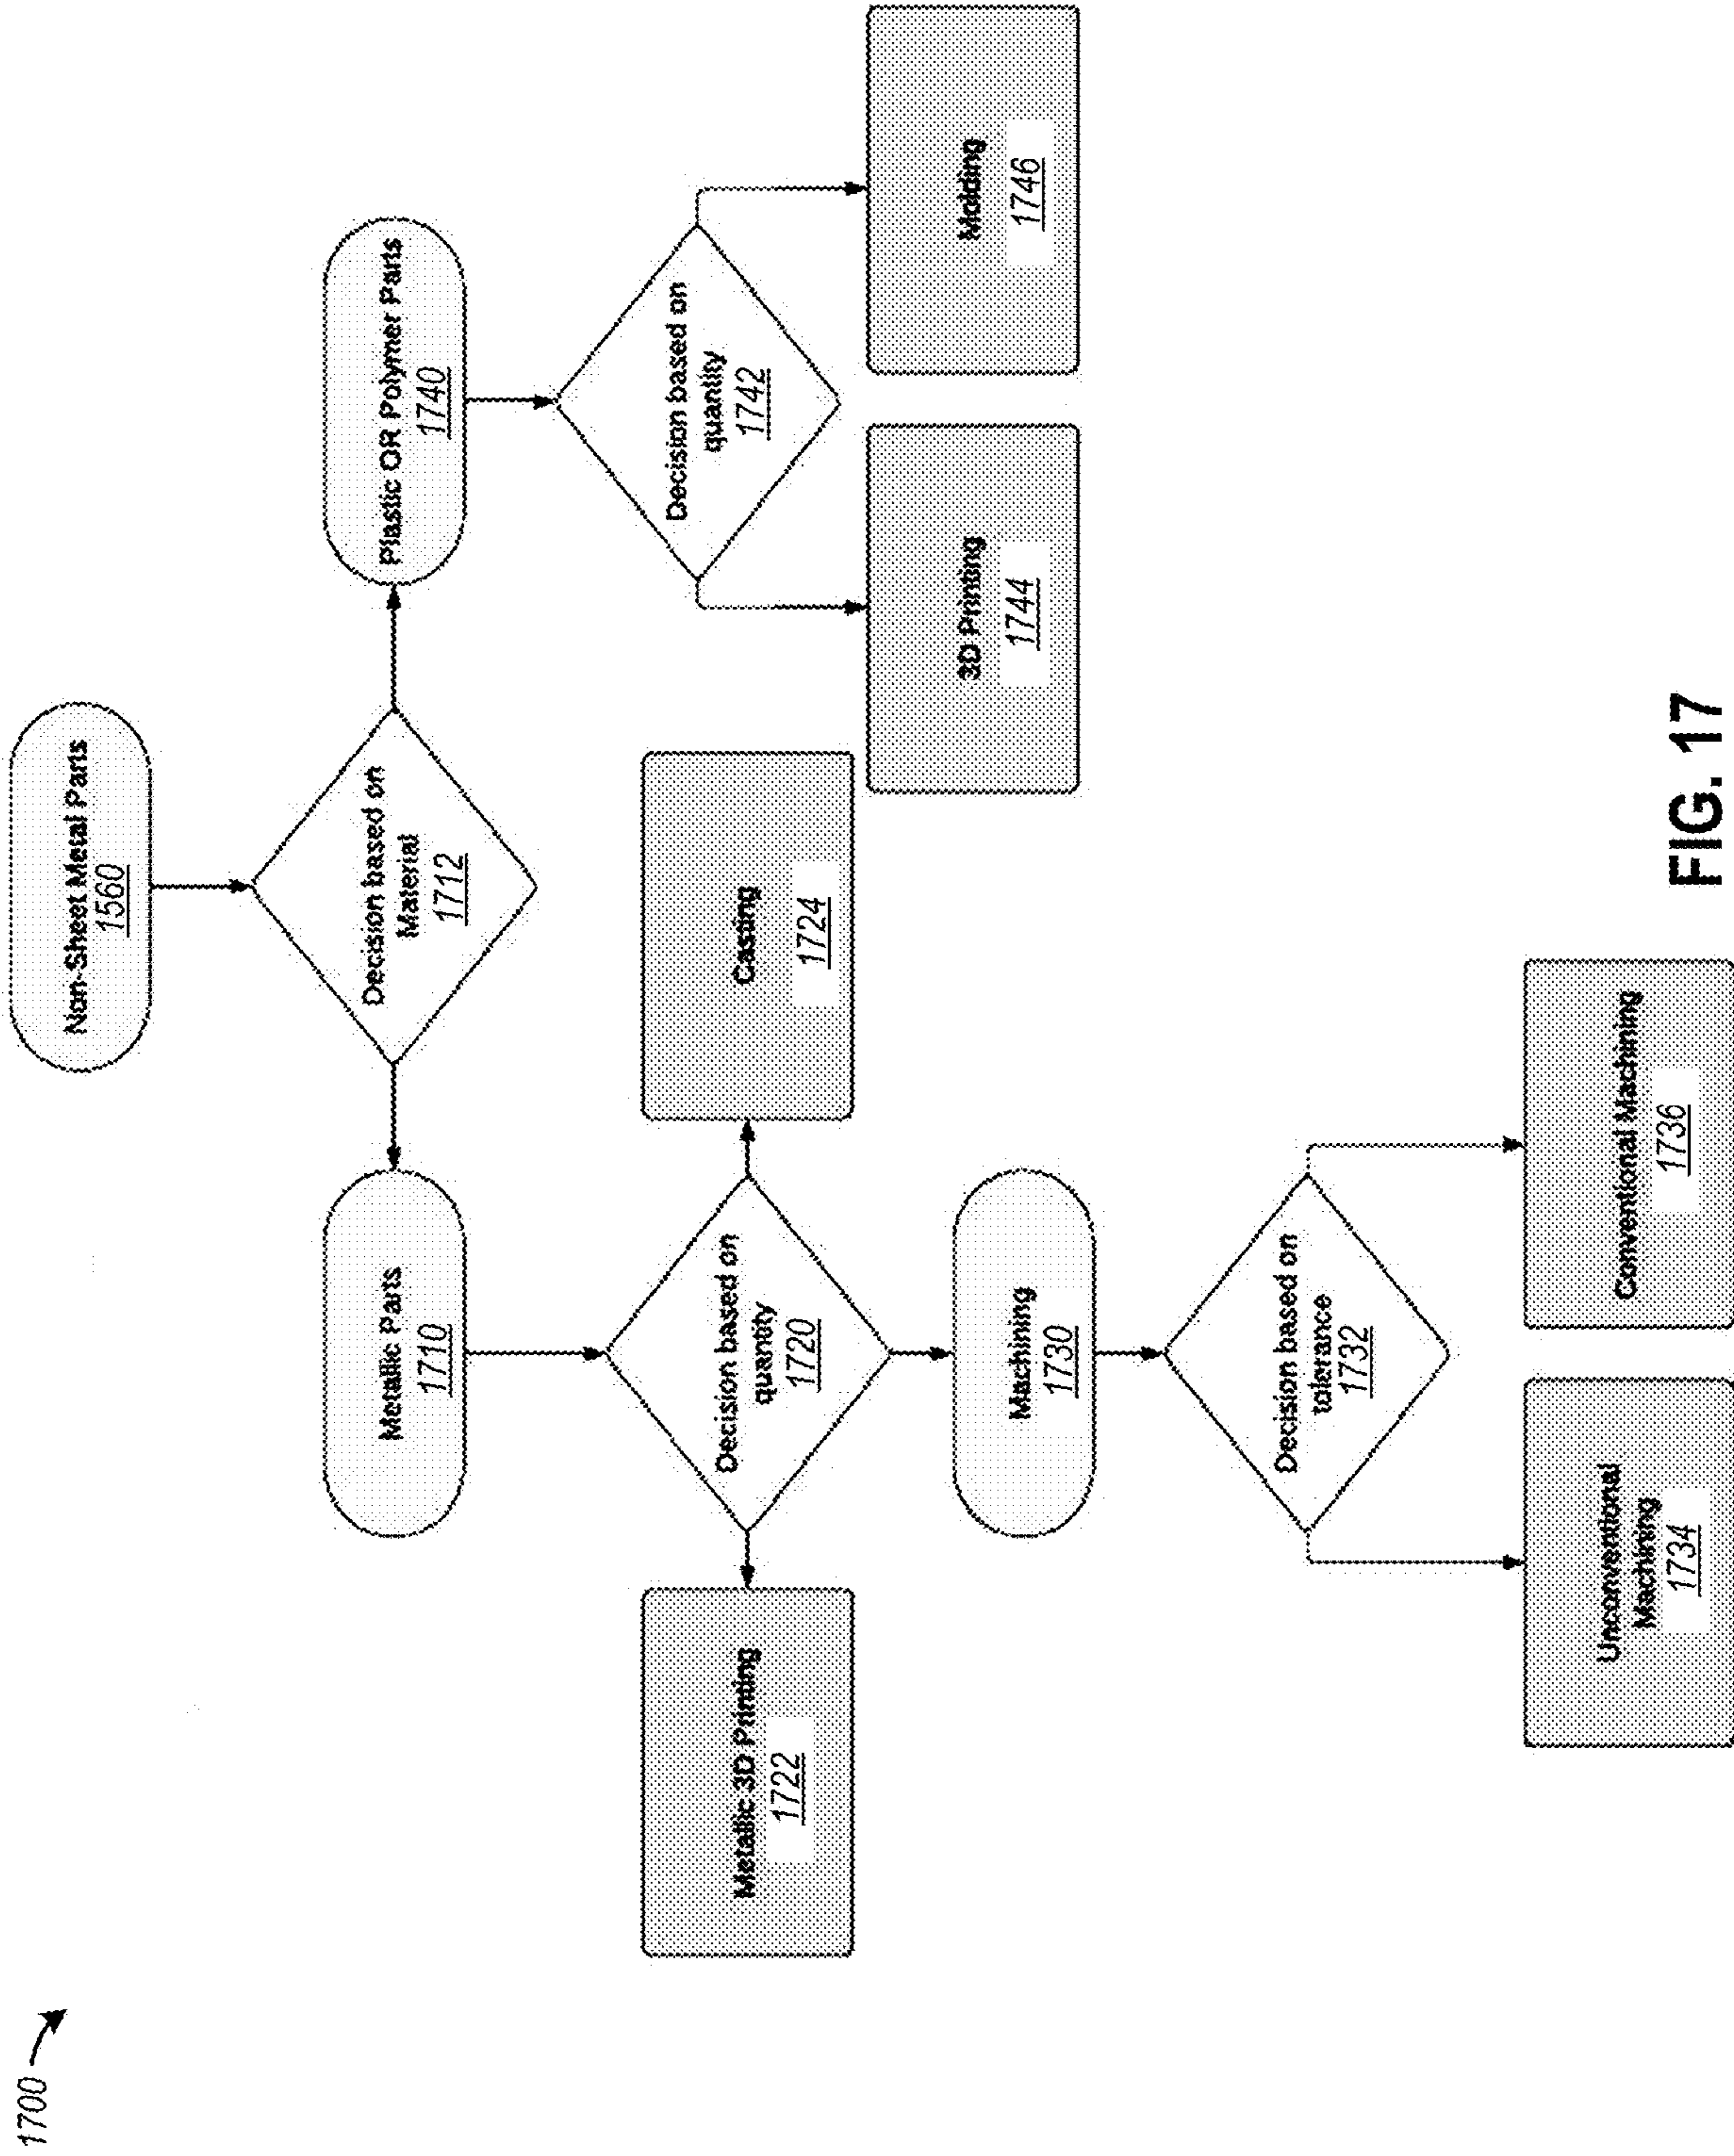 1700
Non-Sheet Metal Parts
1560
Decision based on
Material
1712
Metallic Parts
1710
Plastic OR Polymer Parts
1740
Decision based on
quantity
1720
Decision based on
quantity
1742
Metallic 3D Printing
1722
Casting
1724
3D Printing
1744
Molding
1746
Machining
1730
Decision based on
tolerance
1732
Unconventional
Machining
1734
Conventional Machining
1736
FIG. 17